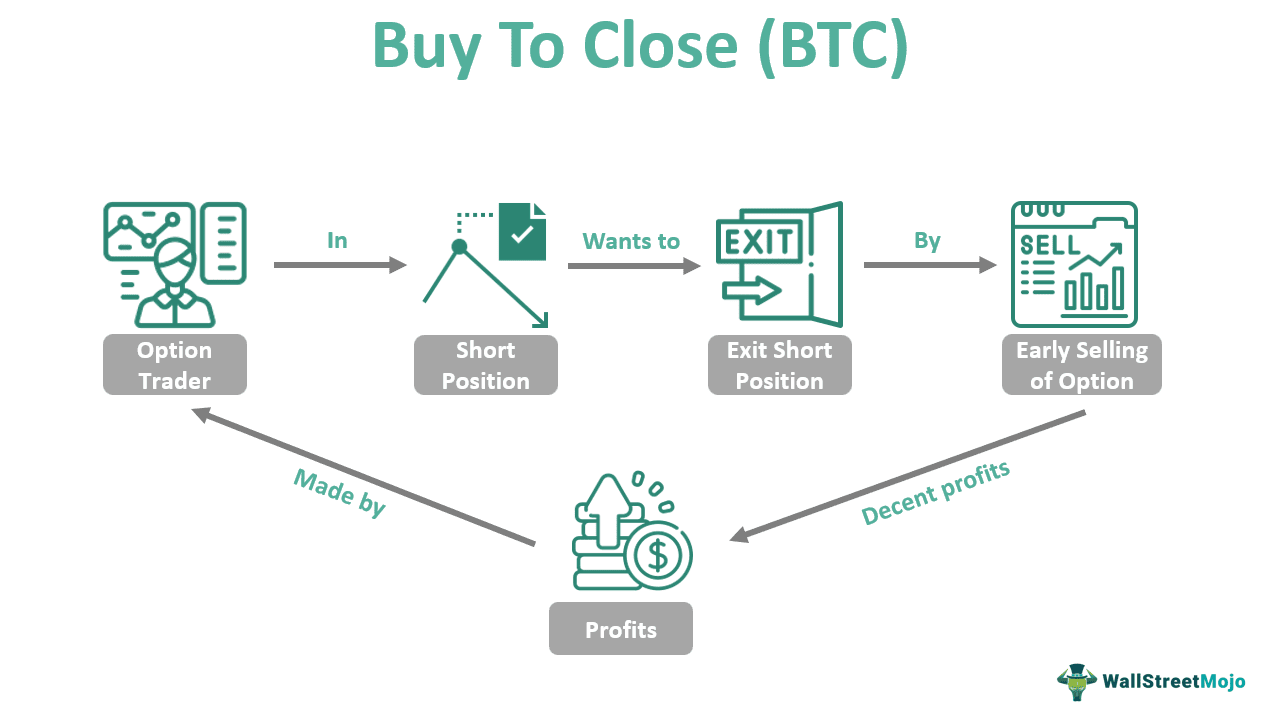 Buy To Close (BTC)
In
Wants to
EXIT
By
SELL
Option
Trader
Short
Position
Exit Short
Position
Early Selling
of Option
Made by
Decent profits
$
Profits
WallStreetMojo